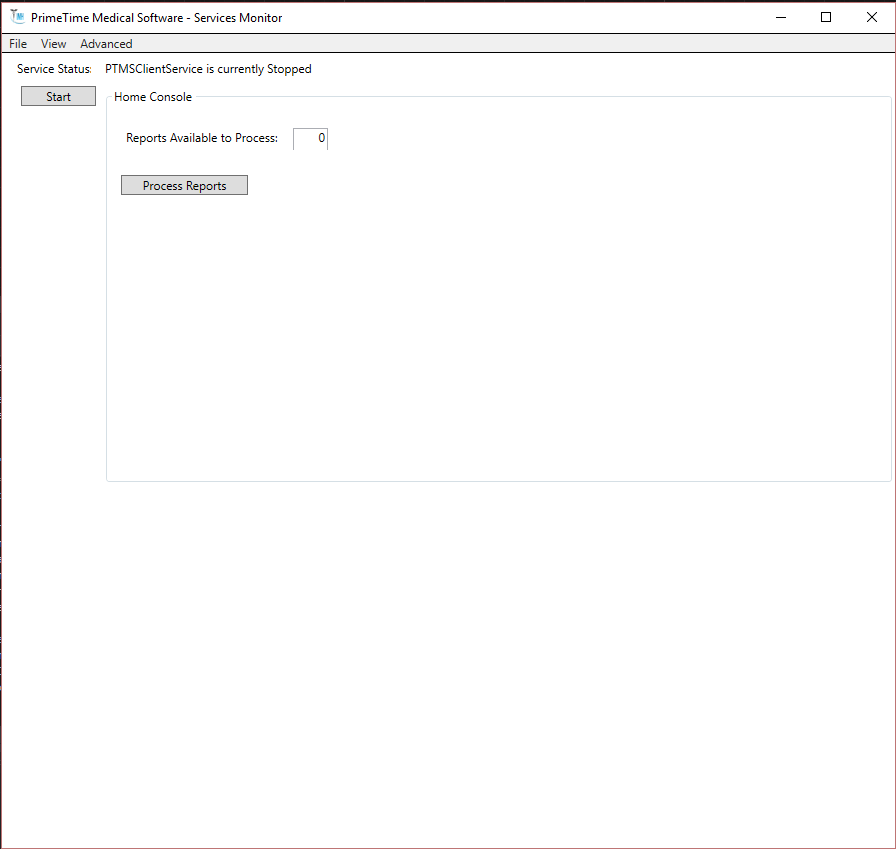 PrimeTime Medical Software - Services Monitor
File View Advanced
Service Status: PTMSClientService is currently Stopped
Start
Home Console
Reports Available to Process: 0
Process Reports